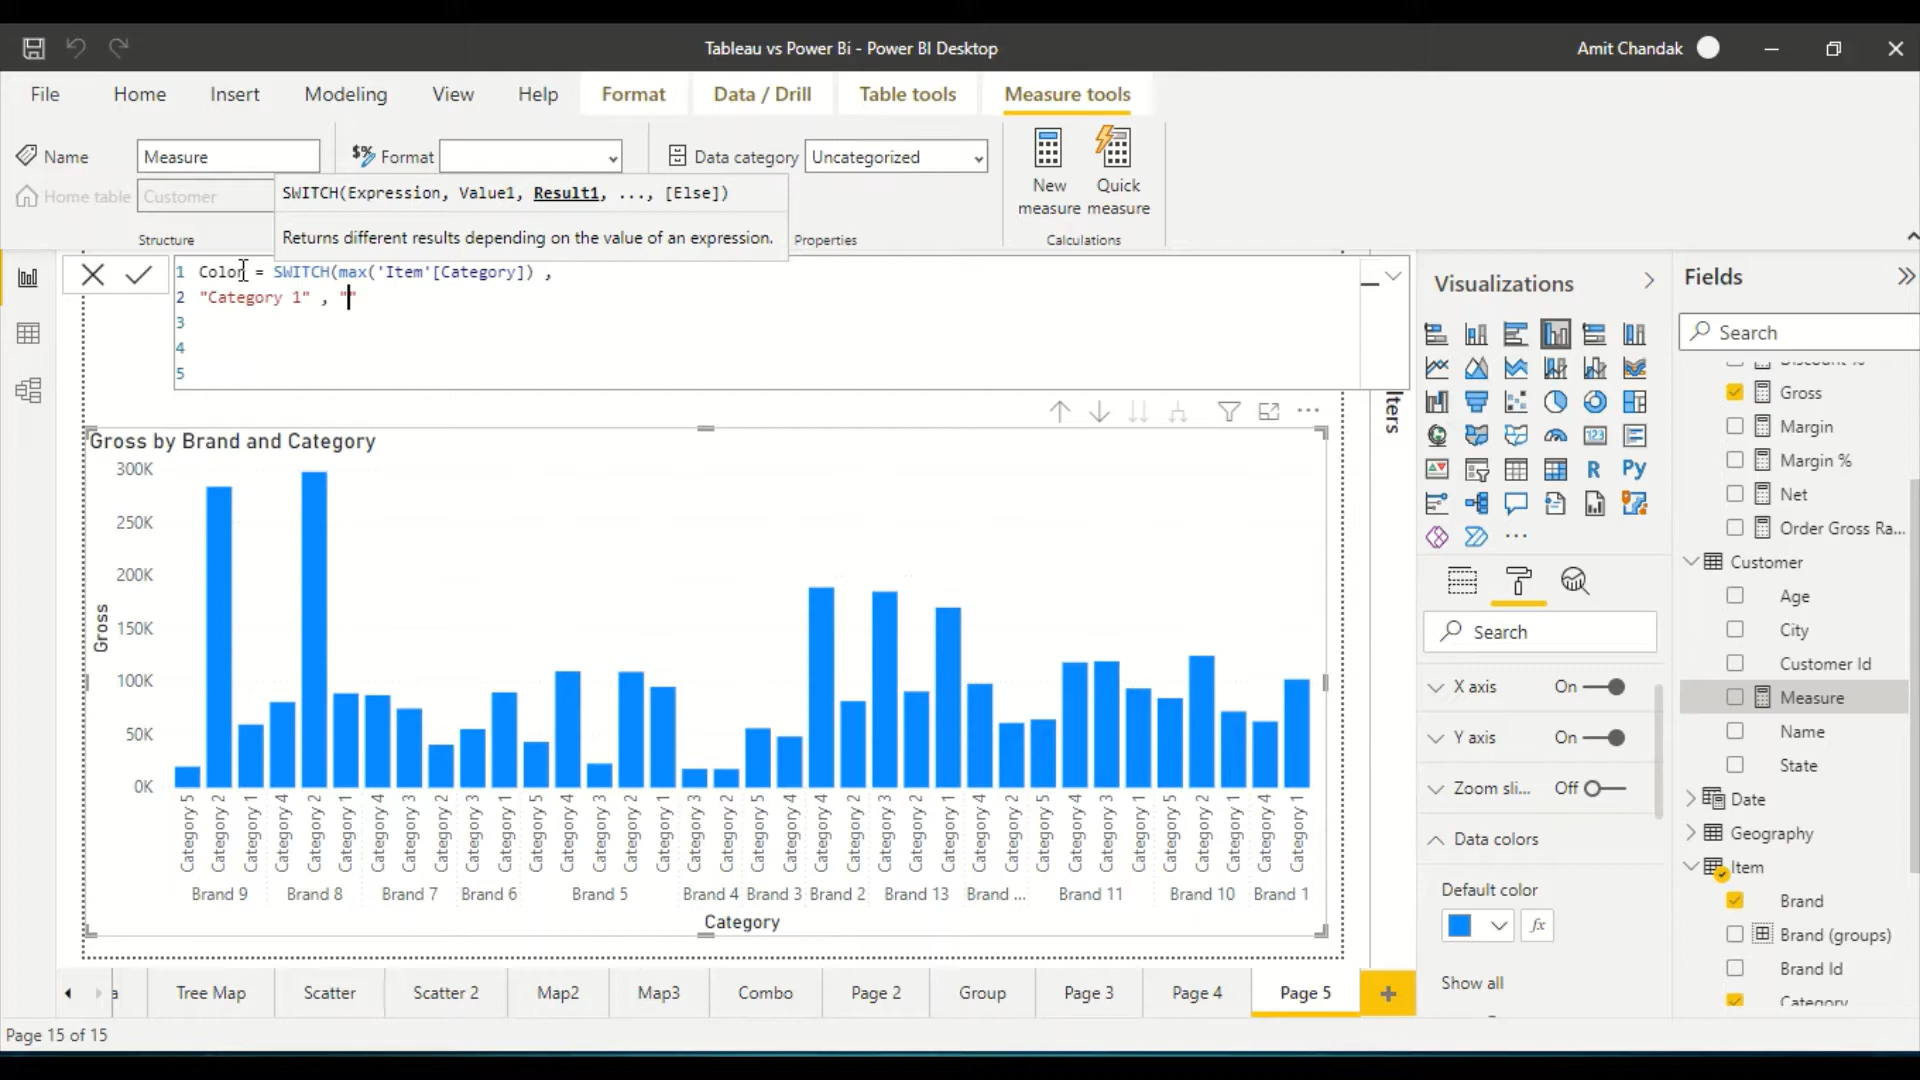 Tableau vs Power Bi - Power BI Desktop
Amit Chandak
File Home Insert Modeling View Help Format Data / Drill Table tools Measure tools
Name Measure $% Format Data category Uncategorized
New measure
Quick measure
Home table Customer
Structure Properties Calculations
SWITCH(Expression, Value1, Result1, ..., [Else])
Returns different results depending on the value of an expression.
1 Color = SWITCH(max('Item'[Category]) ,
2 "Category 1" , ""
3
4
5
Gross by Brand and Category
Gross
300K
250K
200K
150K
100K
50K
0K
Category 5 Category 2 Category 1 Category 4 Category 2 Category 1 Category 4 Category 3 Category 2 Category 3 Category 1 Category 5 Category 4 Category 3 Category 2 Category 1 Category 3 Category 2 Category 5 Category 4 Category 4 Category 2 Category 3 Category 2 Category 1 Category 4 Category 2 Category 5 Category 4 Category 3 Category 1 Category 5 Category 2 Category 1 Category 4 Category 1
Brand 9 Brand 8 Brand 7 Brand 6 Brand 5 Brand 4 Brand 3 Brand 2 Brand 13 Brand ... Brand 11 Brand 10 Brand 1
Category
lters
Visualizations
123
R
Py
Search
X axis On
Y axis On
Zoom sli... Off
Data colors
Default color
fx
Show all
Fields
Search
Discount %
Gross
Margin
Margin %
Net
Order Gross Ra...
Customer
Age
City
Customer Id
Measure
Name
State
Date
Geography
Item
Brand
Brand (groups)
Brand Id
Category
a Tree Map Scatter Scatter 2 Map2 Map3 Combo Page 2 Group Page 3 Page 4 Page 5
Page 15 of 15